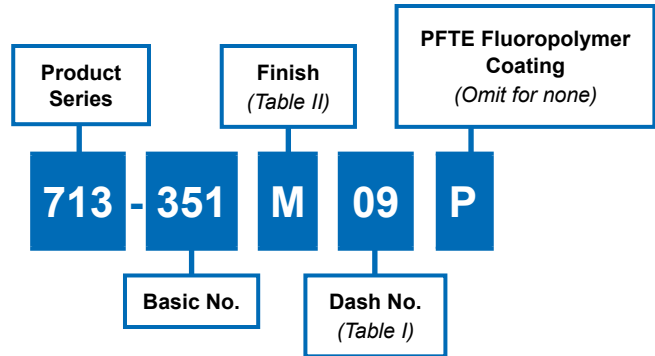 PFTE Fluoropolymer
Coating
(Omit for none)
Product
Series
Finish
(Table II)
713 - 351 M 09 P
Basic No.
Dash No.
(Table I)